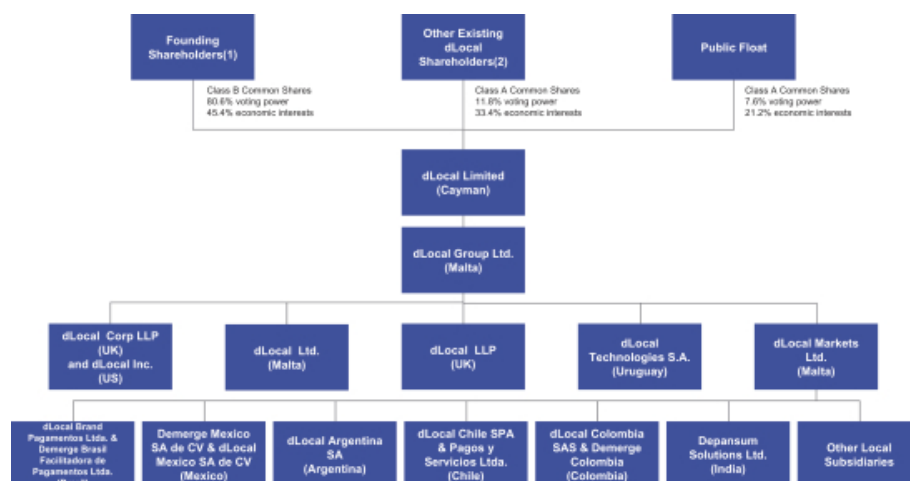 Founding
Shareholders(1)
Other Existing
dLocal
Shareholders(2)
Public Float
Class B Common Shares
80.6% voting power
45.4% economic interests
Class A Common Shares
11.8% voting power
33.4% economic interests
Class A Common Shares
7.6% voting power
21.2% economic interests
dLocal Limited
(Cayman)
dLocal Group Ltd.
(Malta)
dLocal Corp LLP
(UK)
and dLocal Inc.
(US)
dLocal Ltd.
(Malta)
dLocal LLP
(UK)
dLocal
Technologies S.A.
(Uruguay)
dLocal Markets
Ltd.
(Malta)
dLocal Brand
Pagamentos Ltda. &
Demerge Brasil
Facilitadora de
Pagamentos Ltda.
Demerge Mexico
SA de CV & dLocal
Mexico SA de CV
(Mexico)
dLocal Argentina
SA
(Argentina)
dLocal Chile SPA
& Pagos y
Servicios Ltda.
(Chile)
dLocal Colombia
SAS & Demerge
Colombia
(Colombia)
Depansum
Solutions Ltd.
(India)
Other Local
Subsidiaries